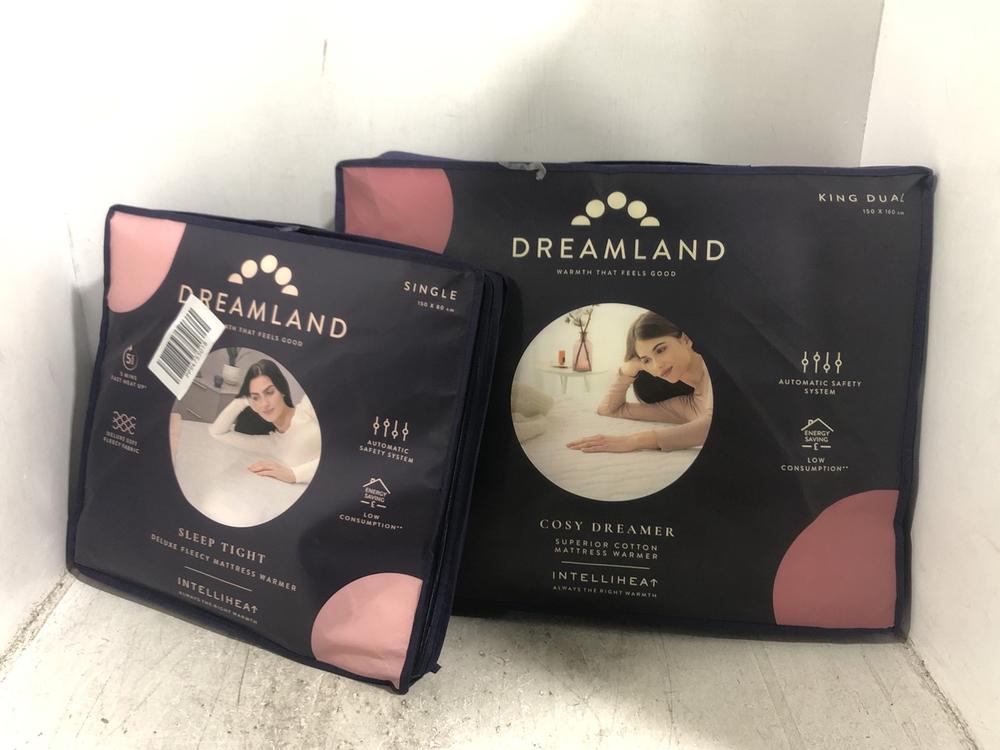 DREAMLAND
THAT FEELS GOOD
SINGLE
150 X 80 cm
5 MINS
FAST HEAT UP*
DELUXE SOFT
FLEECY FABRIC
AUTOMATIC
SAFETY SYSTEM
ENERGY
SAVING
£
LOW
CONSUMPTION**
SLEEP TIGHT
DELUXE FLEECY MATTRESS WARMER
INTELLIHEAT
ALWAYS THE RIGHT WARMTH
DREAMLAND
WARMTH THAT FEELS GOOD
KING DUAL
150 X 160 cm
AUTOMATIC SAFETY
SYSTEM
ENERGY
SAVING
£
LOW
CONSUMPTION**
COSY DREAMER
SUPERIOR COTTON
MATTRESS WARMER
INTELLIHEAT
ALWAYS THE RIGHT WARMTH